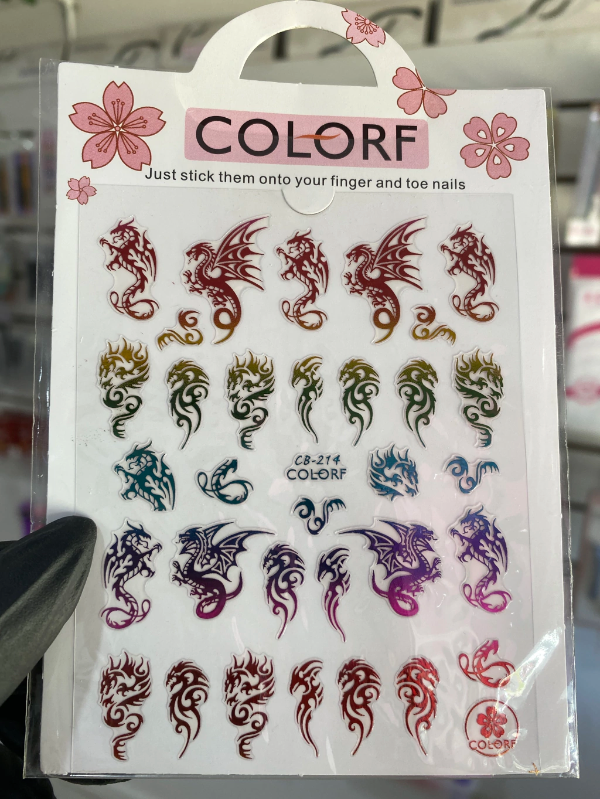 COLORF
Just stick them onto your finger and toe nails
CB-214
COLORF
COLORF